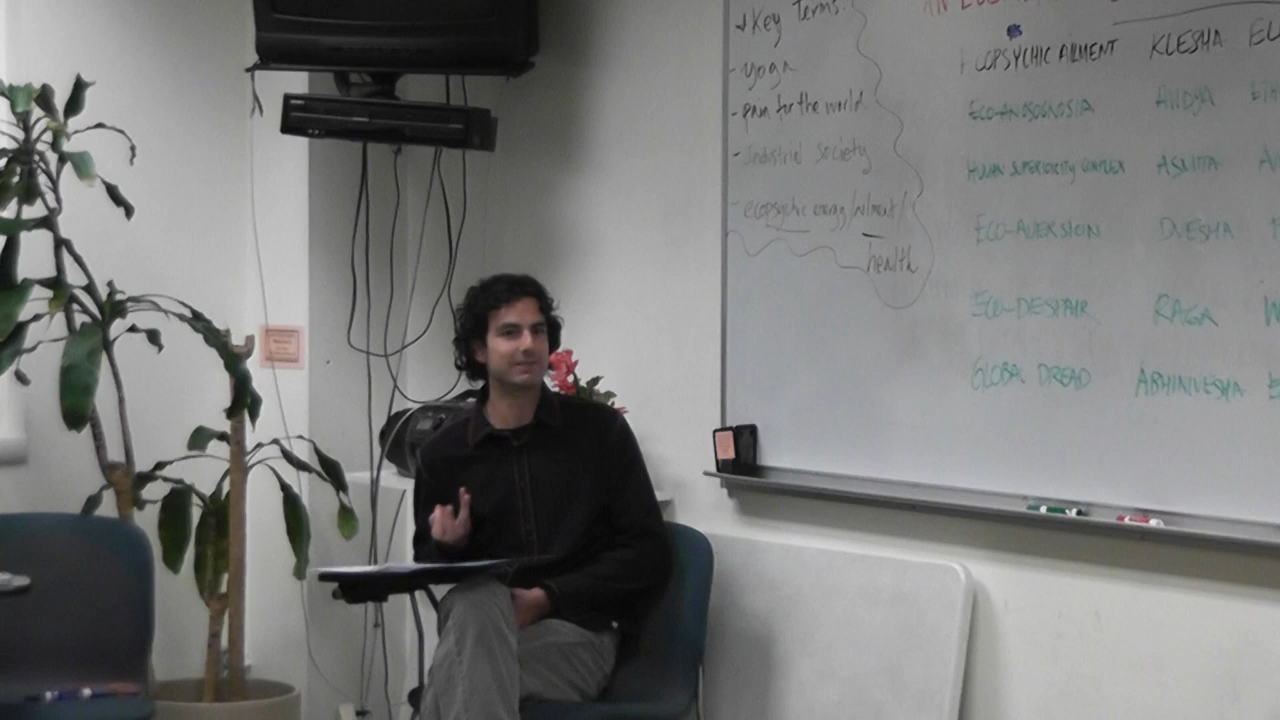 Key Terms:
- yoga
- pain for the world
- Industrial Society
- ecopsychic energy/ailment/
health
IN
ECOPSYCHIC AILMENT KLESHA
ECO-ANOSOGNOSIA AVIDYA
HUMAN SUPERIORITY COMPLEX ASMITA
ECO-AVERSION DVESHA
ECO-DESPAIR RAGA
GLOBAL DREAD ABHINIVESHA